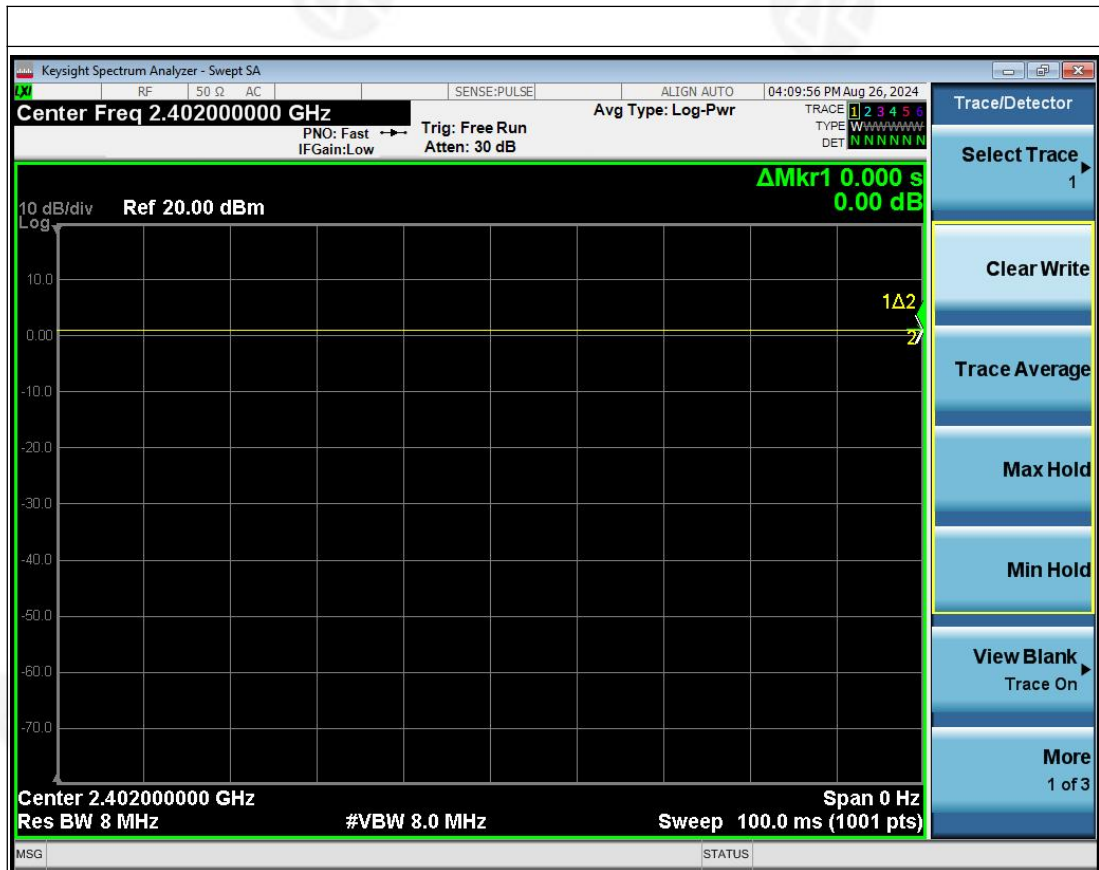 Keysight Spectrum Analyzer - Swept SA
LXI RF 50 Ω AC SENSE:PULSE ALIGN AUTO 04:09:56 PM Aug 26, 2024
Center Freq 2.402000000 GHz
PNO: Fast
IFGain:Low
Trig: Free Run
Atten: 30 dB
Avg Type: Log-Pwr
TRACE 1 2 3 4 5 6
TYPE WWWWWW
DET N N N N N N
ΔMkr1 0.000 s
0.00 dB
10 dB/div Ref 20.00 dBm
Log
10.0
0.00
-10.0
-20.0
-30.0
-40.0
-50.0
-60.0
-70.0
1Δ2
2
Center 2.402000000 GHz Span 0 Hz
Res BW 8 MHz #VBW 8.0 MHz Sweep 100.0 ms (1001 pts)
MSG STATUS
Trace/Detector
Select Trace
1
Clear Write
Trace Average
Max Hold
Min Hold
View Blank
Trace On
More
1 of 3